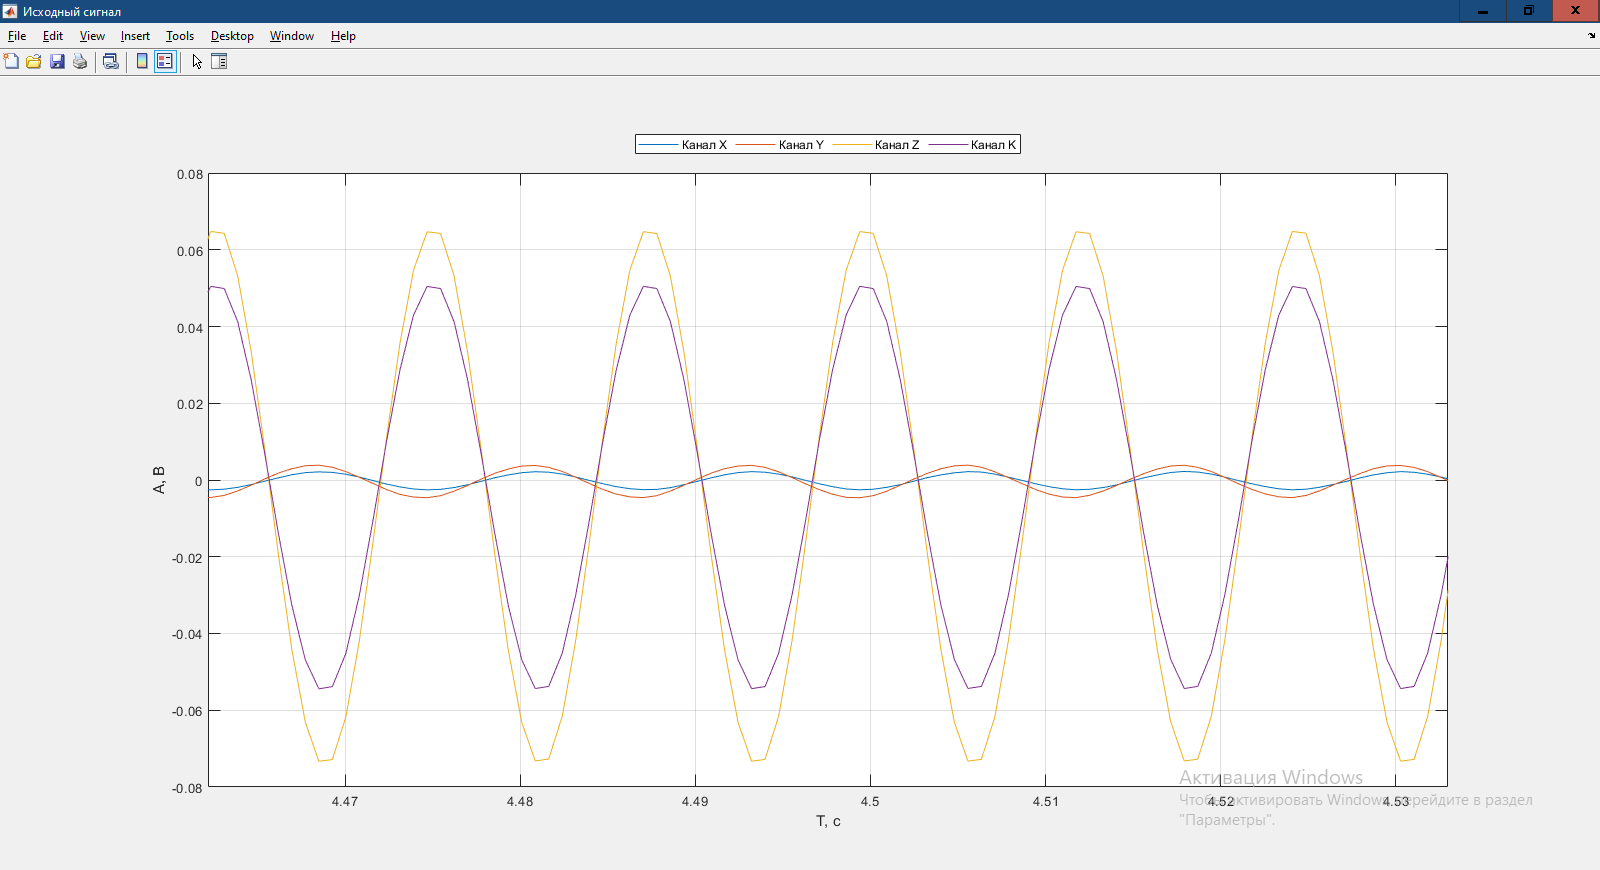 Исходный сигнал
File Edit View Insert Tools Desktop Window Help
Канал X Канал Y Канал Z Канал K
0.08
0.06
0.04
0.02
0
-0.02
-0.04
-0.06
-0.08
A, B
4.47 4.48 4.49 4.5 4.51 4.52 4.53
T, c
Активация Windows
Чтобы активировать Windows, перейдите в раздел
"Параметры".